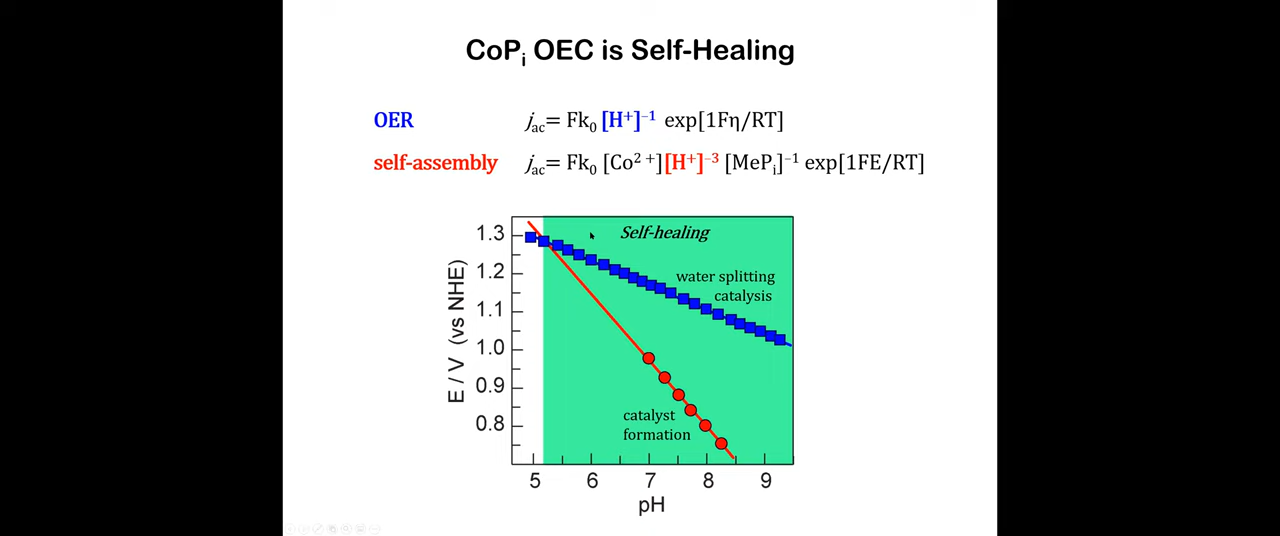 CoPi OEC is Self-Healing
OER jac= Fk0 [H+]–1 exp[1Fη/RT]
self-assembly jac= Fk0 [Co2+][H+]–3 [MePi]–1 exp[1FE/RT]
Self-healing
water splitting
catalysis
catalyst
formation
E / V (vs NHE)
1.3
1.2
1.1
1.0
0.9
0.8
5 6 7 8 9
pH